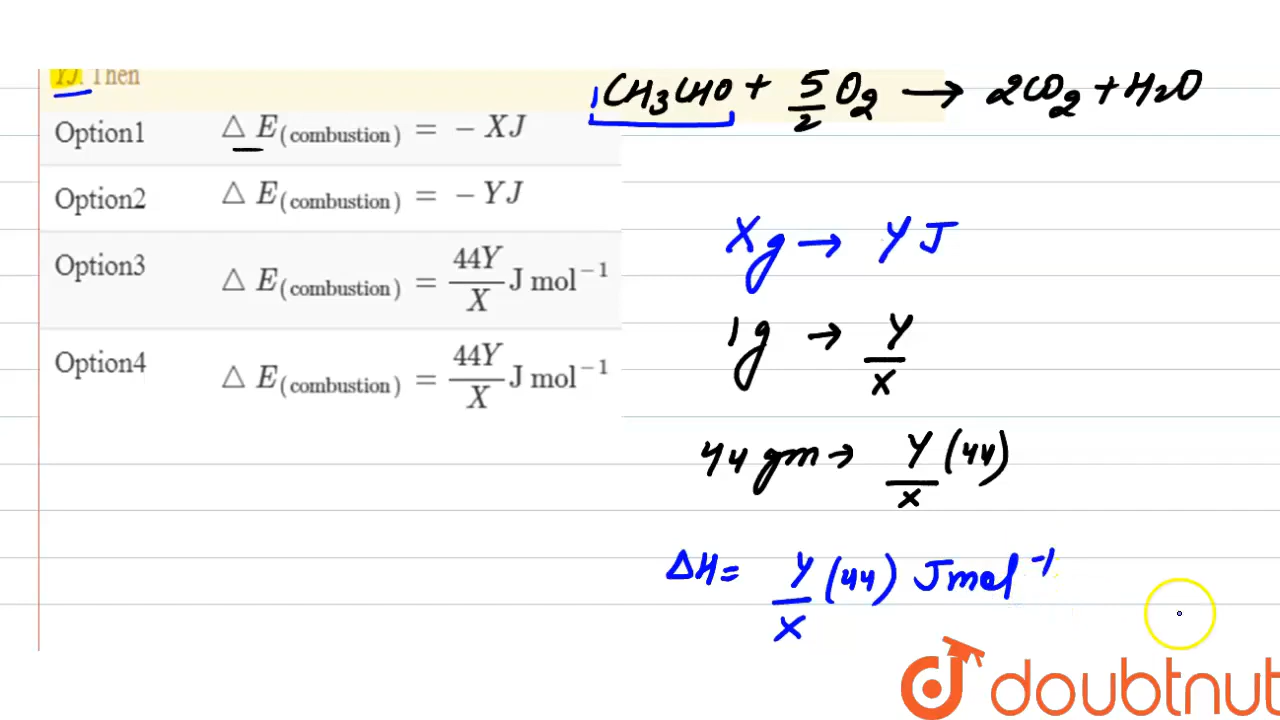 YJ. Then
CH3CHO + 5/2 O2 → 2CO2 + H2O
Option1 △ E(combustion) = − XJ
Option2 △ E(combustion) = − YJ
Option3 △ E(combustion) = 44Y/X J mol⁻¹
Option4 △ E(combustion) = 44Y/X J mol⁻¹
Xg → YJ
1g → Y/X
44 gm → Y/X (44)
ΔH = Y/X (44) J mol⁻¹
doubtnut